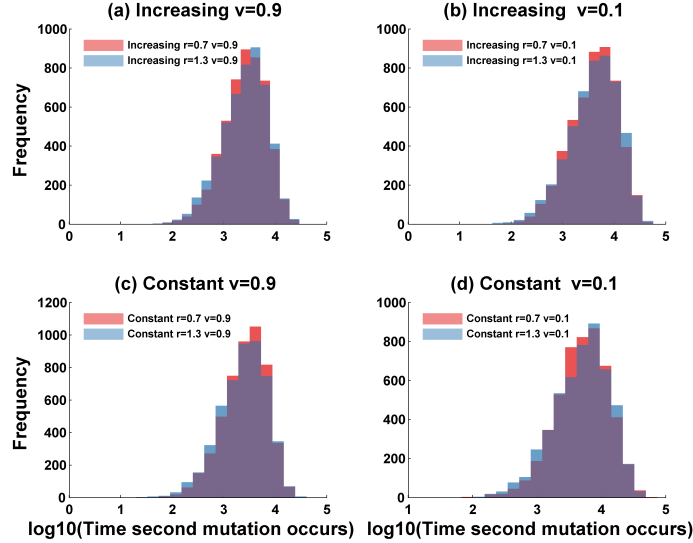 (a) Increasing v=0.9
(b) Increasing v=0.1
Increasing r=0.7 v=0.9
Increasing r=1.3 v=0.9
Increasing r=0.7 v=0.1
Increasing r=1.3 v=0.1
Frequency
1000
800
600
400
200
0
0 1 2 3 4 5
1000
800
600
400
200
0
0 1 2 3 4 5
(c) Constant v=0.9
(d) Constant v=0.1
Constant r=0.7 v=0.9
Constant r=1.3 v=0.9
Constant r=0.7 v=0.1
Constant r=1.3 v=0.1
Frequency
1200
1000
800
600
400
200
0
0 1 2 3 4 5
1000
800
600
400
200
0
1 2 3 4 5
log10(Time second mutation occurs)
log10(Time second mutation occurs)